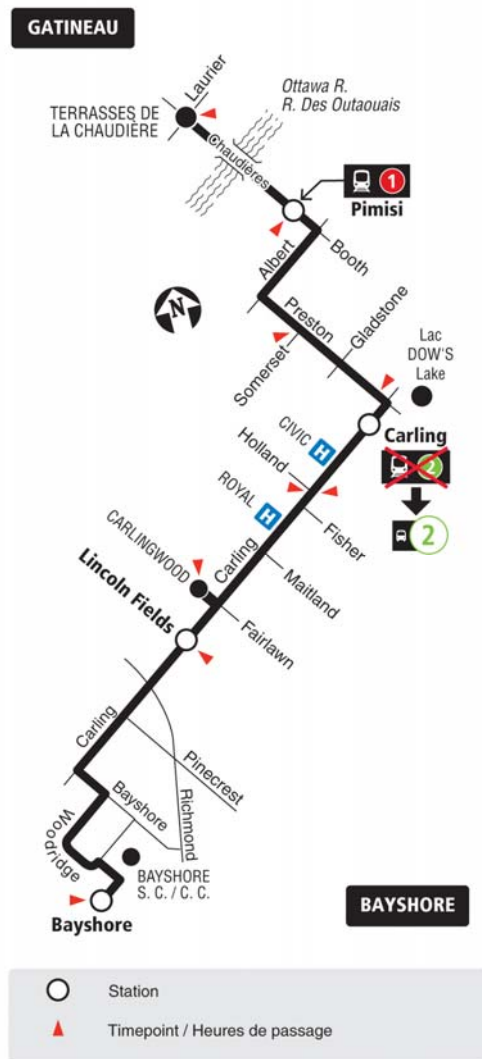 GATINEAU
Laurier
TERRASSES DE
LA CHAUDIÈRE
Ottawa R.
R. Des Outaouais
Chaudières
1
Pimisi
Booth
Albert
Preston
Gladstone
Somerset
N
Lac
DOW'S
Lake
Carling
2
2
CIVIC H
Holland
ROYAL H
Fisher
Carling
Maitland
CARLINGWOOD
Fairlawn
Lincoln Fields
Carling
Pinecrest
Richmond
Bayshore
Woodridge
BAYSHORE
S. C. / C. C.
Bayshore
BAYSHORE
Station
Timepoint / Heures de passage